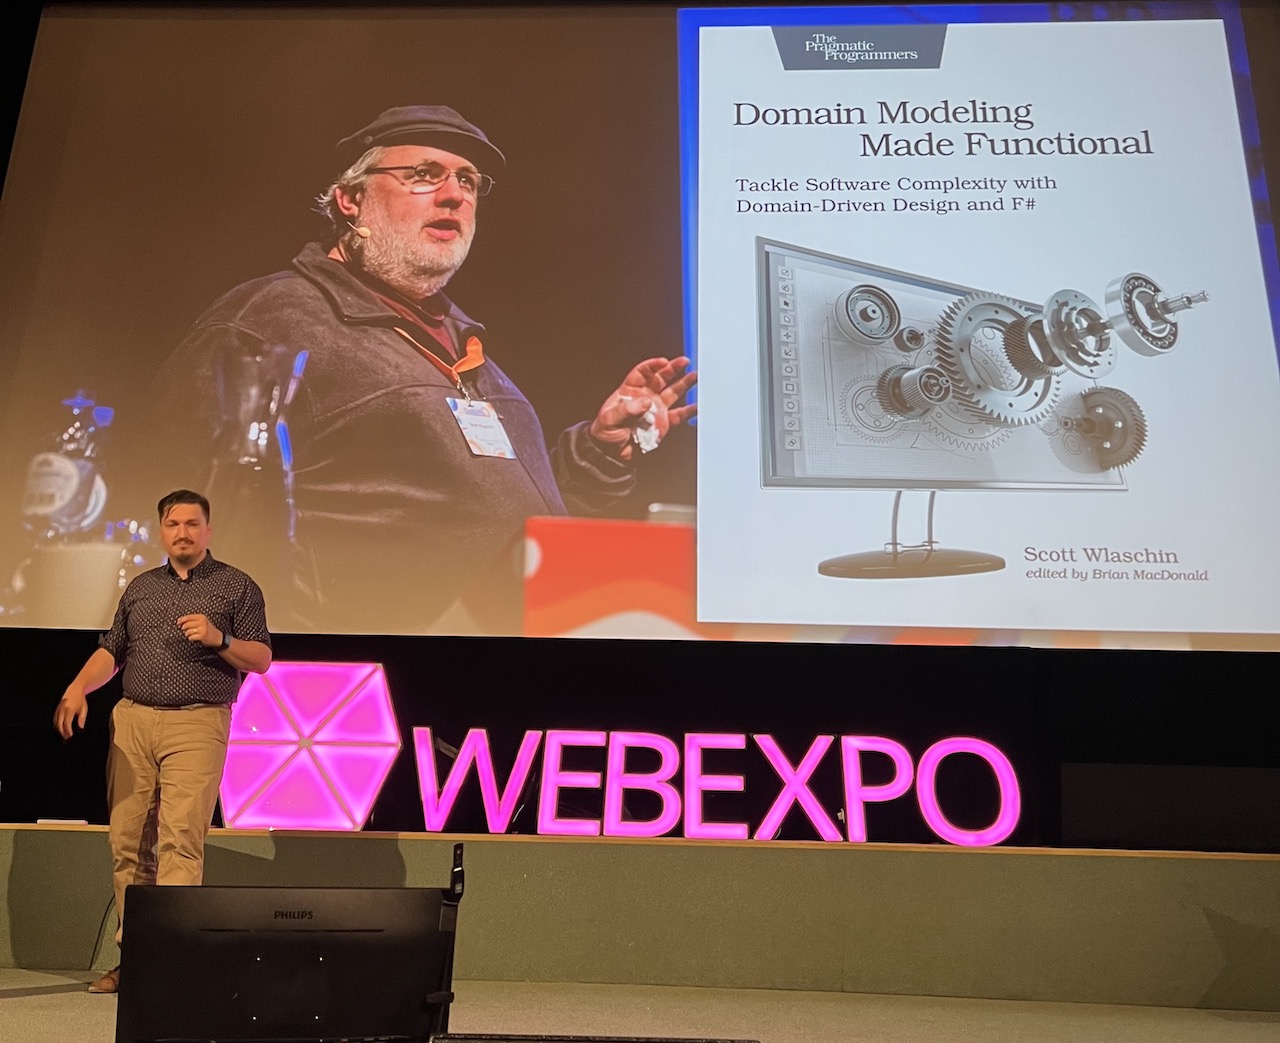 The
Pragmatic
Programmers
Domain Modeling
Made Functional
Tackle Software Complexity with
Domain-Driven Design and F#
Scott Wlaschin
edited by Brian MacDonald
WEBEXPO
PHILIPS